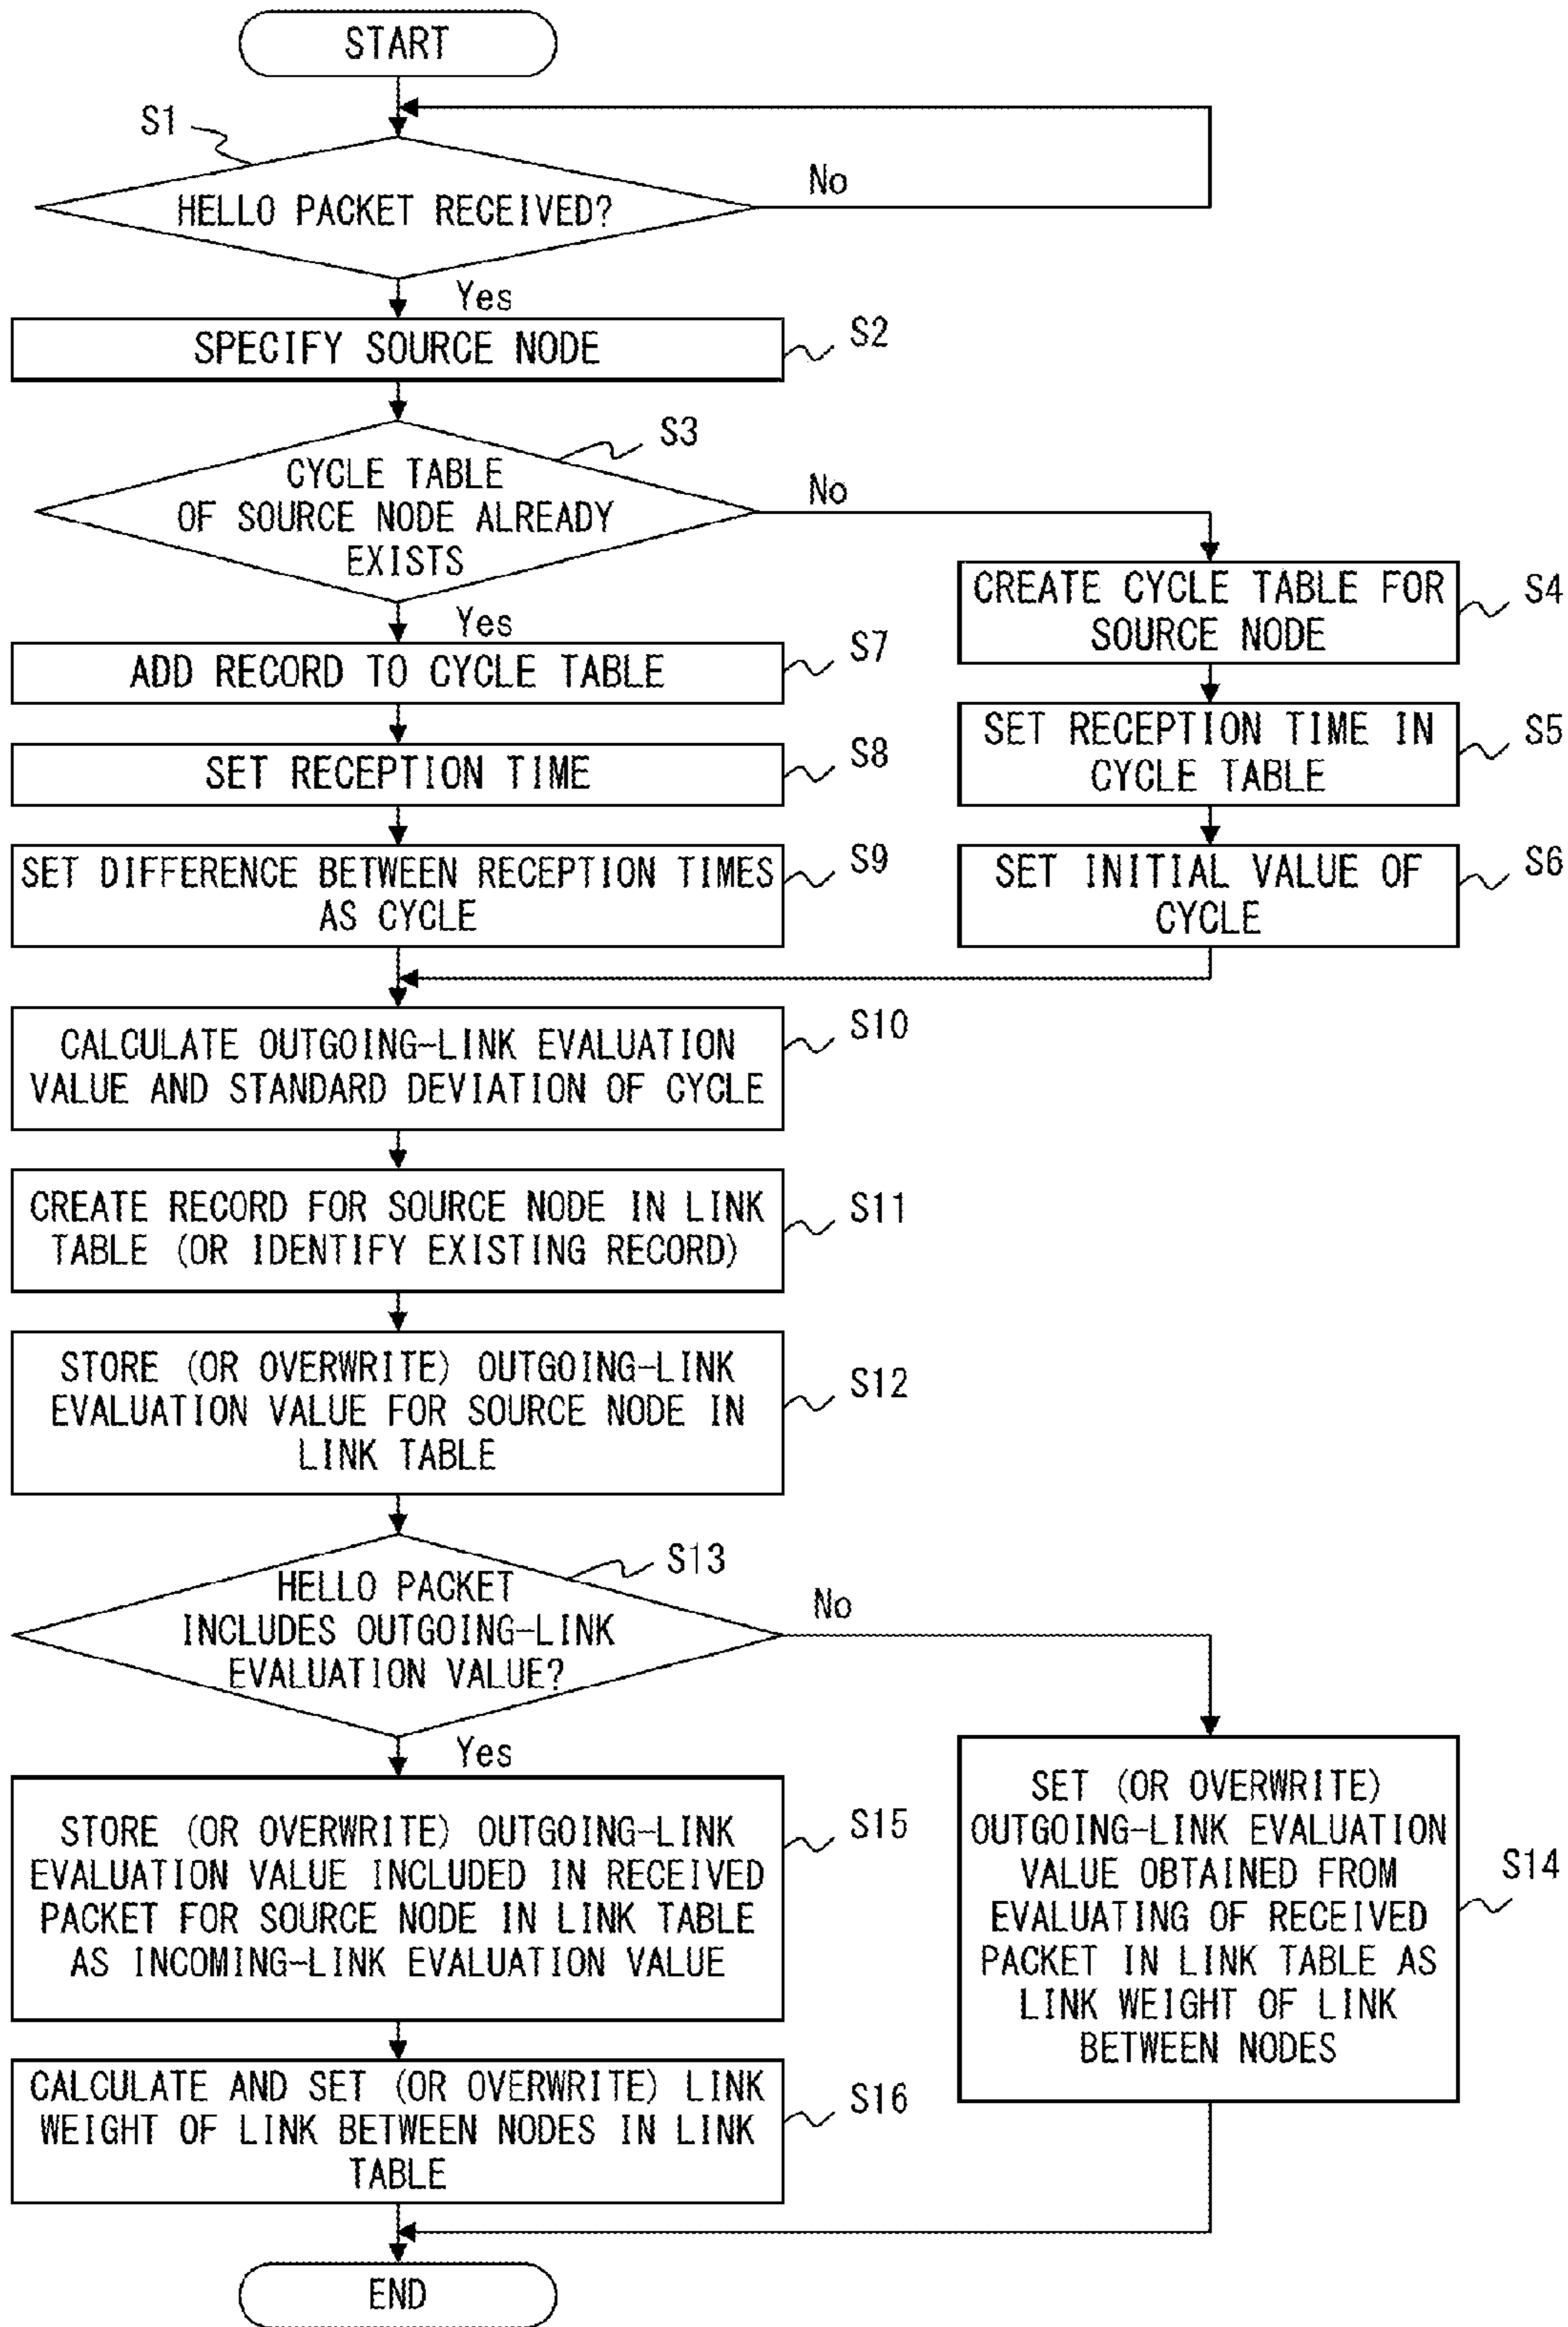 START
S1
HELLO PACKET RECEIVED?
No
Yes
SPECIFY SOURCE NODE
S2
S3
CYCLE TABLE
OF SOURCE NODE ALREADY
EXISTS
No
Yes
CREATE CYCLE TABLE FOR
SOURCE NODE
S4
SET RECEPTION TIME IN
CYCLE TABLE
S5
SET INITIAL VALUE OF
CYCLE
S6
ADD RECORD TO CYCLE TABLE
S7
SET RECEPTION TIME
S8
SET DIFFERENCE BETWEEN RECEPTION TIMES
AS CYCLE
S9
CALCULATE OUTGOING-LINK EVALUATION
VALUE AND STANDARD DEVIATION OF CYCLE
S10
CREATE RECORD FOR SOURCE NODE IN LINK
TABLE (OR IDENTIFY EXISTING RECORD)
S11
STORE (OR OVERWRITE) OUTGOING-LINK
EVALUATION VALUE FOR SOURCE NODE IN
LINK TABLE
S12
S13
HELLO PACKET
INCLUDES OUTGOING-LINK
EVALUATION VALUE?
No
Yes
SET (OR OVERWRITE)
OUTGOING-LINK EVALUATION
VALUE OBTAINED FROM
EVALUATING OF RECEIVED
PACKET IN LINK TABLE AS
LINK WEIGHT OF LINK
BETWEEN NODES
S14
STORE (OR OVERWRITE) OUTGOING-LINK
EVALUATION VALUE INCLUDED IN RECEIVED
PACKET FOR SOURCE NODE IN LINK TABLE
AS INCOMING-LINK EVALUATION VALUE
S15
CALCULATE AND SET (OR OVERWRITE) LINK
WEIGHT OF LINK BETWEEN NODES IN LINK
TABLE
S16
END